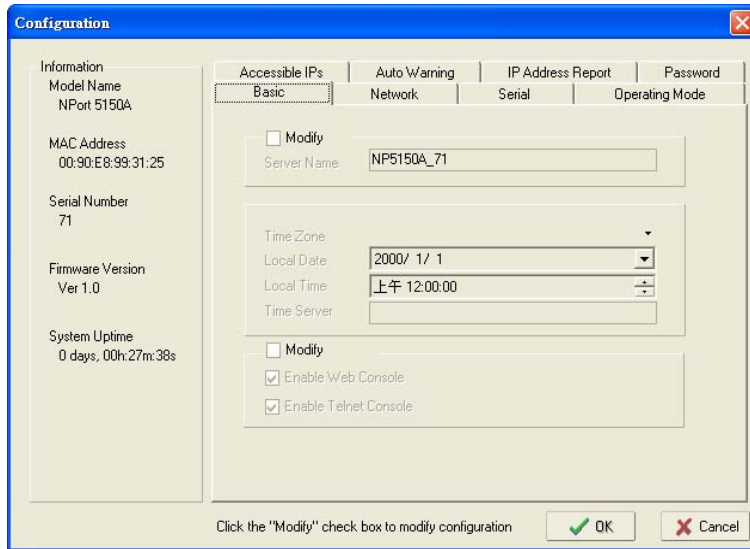 Configuration
Information
Model Name
NPort 5150A
MAC Address
00:90:E8:99:31:25
Serial Number
71
Firmware Version
Ver 1.0
System Uptime
0 days, 00h:27m:38s
Accessible IPs
Auto Warning
IP Address Report
Password
Basic
Network
Serial
Operating Mode
Modify
Server Name
NP5150A_71
Time Zone
Local Date
2000/ 1/ 1
Local Time
上午 12:00:00
Time Server
Modify
Enable Web Console
Enable Telnet Console
Click the "Modify" check box to modify configuration
OK
Cancel